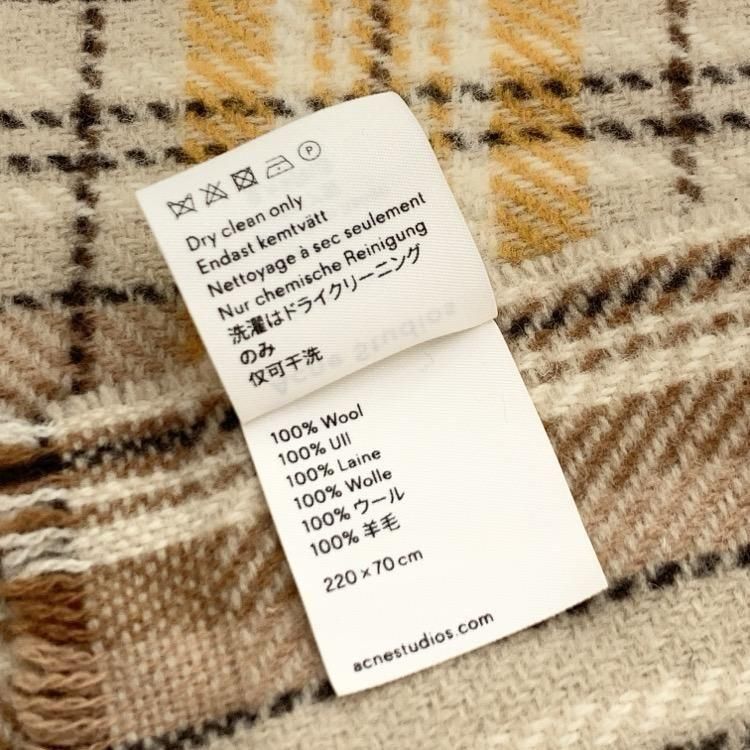 P
Dry clean only
Endast kemtvätt
Nettoyage à sec seulement
Nur chemische Reinigung
洗濯はドライクリーニング
のみ
仅可干洗
100% Wool
100% Ull
100% Laine
100% Wolle
100% ウール
100% 羊毛
220 x 70 cm
acnestudios.com